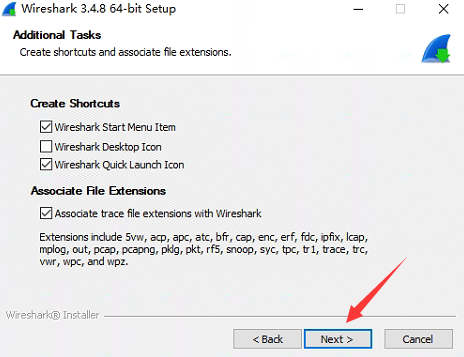 Wireshark 3.4.8 64-bit Setup
Additional Tasks
Create shortcuts and associate file extensions.
Create Shortcuts
Wireshark Start Menu Item
Wireshark Desktop Icon
Wireshark Quick Launch Icon
Associate File Extensions
Associate trace file extensions with Wireshark
Extensions include 5vw, acp, apc, atc, bfr, cap, enc, erf, fdc, ipfix, lcap,
mplog, out, pcap, pcapng, pklg, pkt, rf5, snoop, syc, tpc, tr1, trace, trc,
vwr, wpc, and wpz.
Wireshark® Installer
< Back Next > Cancel